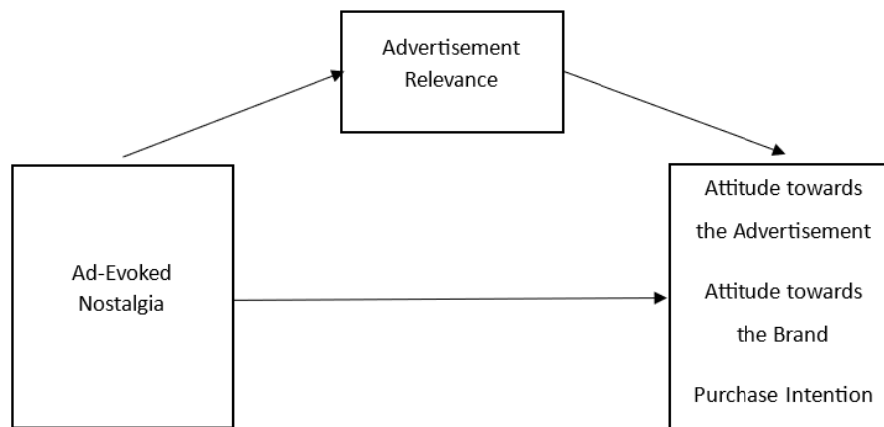 Advertisement
Relevance
Ad-Evoked
Nostalgia
Attitude towards
the Advertisement
Attitude towards
the Brand
Purchase Intention